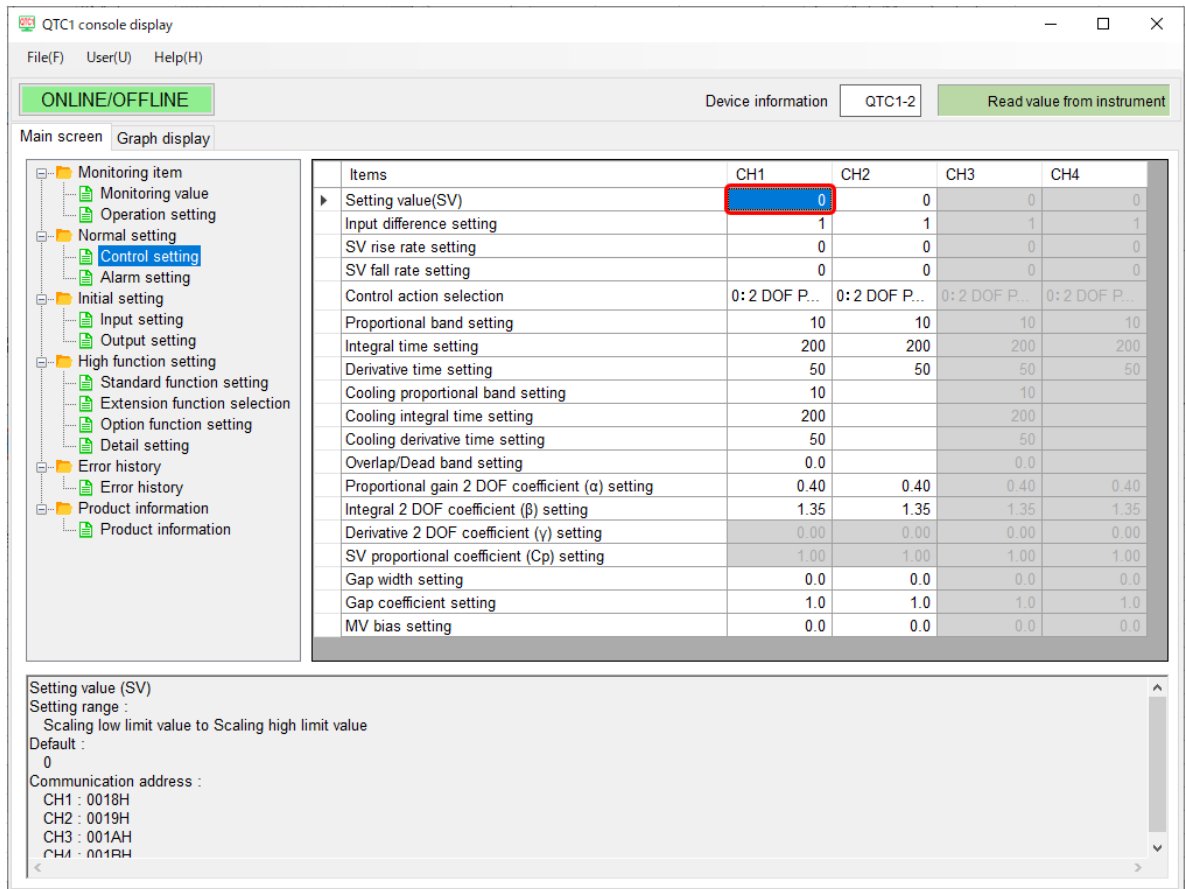 QTC1 console display
File(F) User(U) Help(H)
ONLINE/OFFLINE Device information QTC1-2 Read value from instrument
Main screen Graph display
Monitoring item
Monitoring value
Operation setting
Normal setting
Control setting
Alarm setting
Initial setting
Input setting
Output setting
High function setting
Standard function setting
Extension function selection
Option function setting
Detail setting
Error history
Error history
Product information
Product information
Items CH1 CH2 CH3 CH4
Setting value(SV) 0 0 0 0
Input difference setting 1 1 1 1
SV rise rate setting 0 0 0 0
SV fall rate setting 0 0 0 0
Control action selection 0: 2 DOF P... 0: 2 DOF P... 0: 2 DOF P... 0: 2 DOF P...
Proportional band setting 10 10 10 10
Integral time setting 200 200 200 200
Derivative time setting 50 50 50 50
Cooling proportional band setting 10 10
Cooling integral time setting 200 200
Cooling derivative time setting 50 50
Overlap/Dead band setting 0.0 0.0
Proportional gain 2 DOF coefficient (α) setting 0.40 0.40 0.40 0.40
Integral 2 DOF coefficient (β) setting 1.35 1.35 1.35 1.35
Derivative 2 DOF coefficient (γ) setting 0.00 0.00 0.00 0.00
SV proportional coefficient (Cp) setting 1.00 1.00 1.00 1.00
Gap width setting 0.0 0.0 0.0 0.0
Gap coefficient setting 1.0 1.0 1.0 1.0
MV bias setting 0.0 0.0 0.0 0.0
Setting value (SV)
Setting range :
Scaling low limit value to Scaling high limit value
Default :
0
Communication address :
CH1 : 0018H
CH2 : 0019H
CH3 : 001AH
CH4 : 001BH